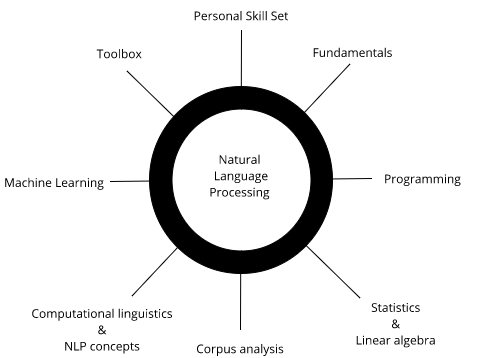 Personal Skill Set
Toolbox
Fundamentals
Natural
Language
Processing
Machine Learning
Programming
Computational linguistics
&
NLP concepts
Corpus analysis
Statistics
&
Linear algebra